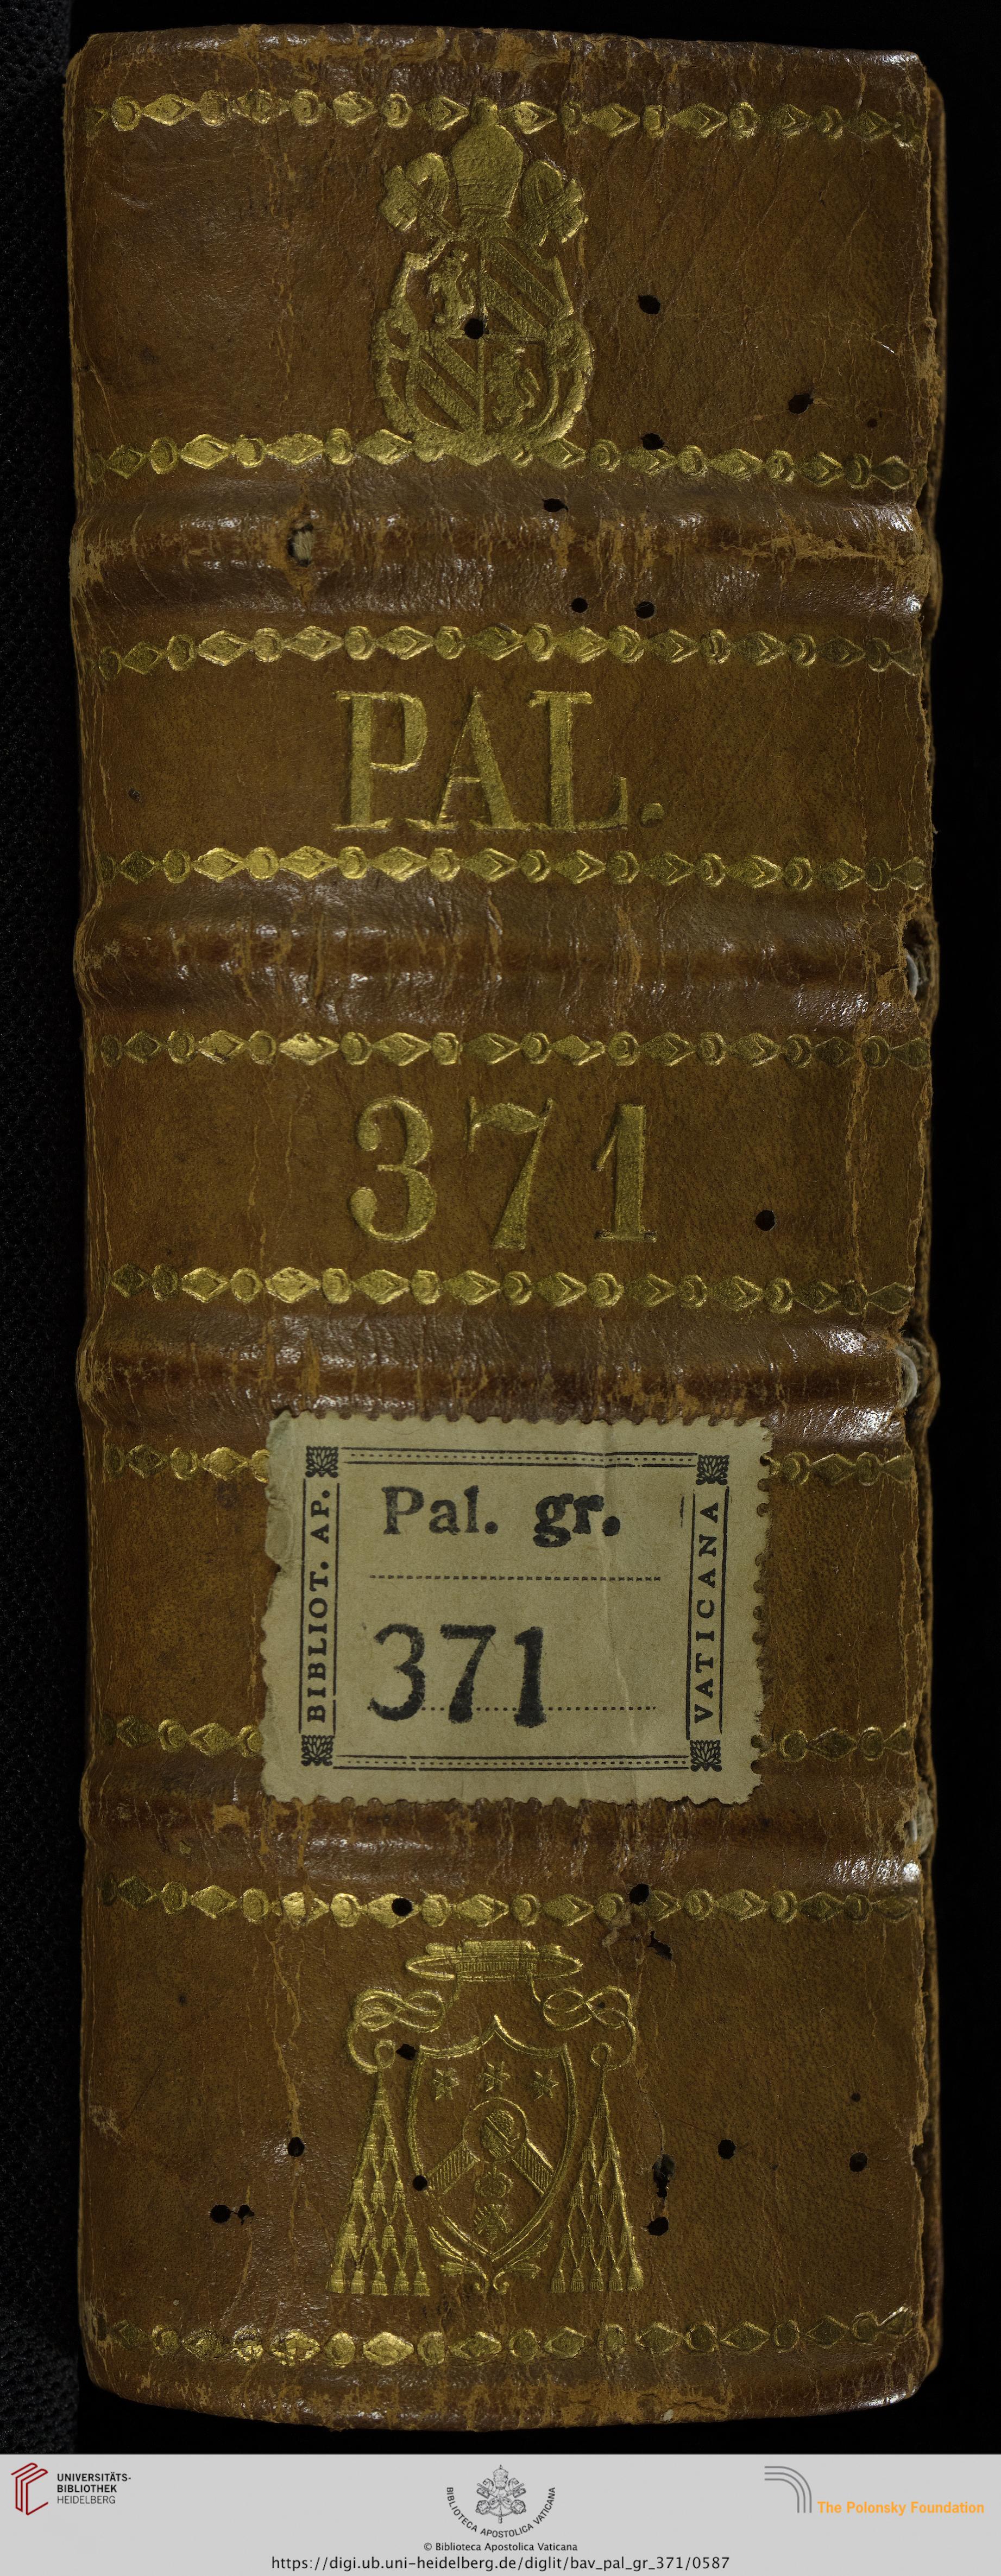 PAL.
371
Pal. gr.
BIBLIOT. AP.
VATICANA
371
UNIVERSITÄTS-
BIBLIOTHEK
HEIDELBERG
BIBLIOTECA APOSTOLICA VATICANA
The Polonsky Foundation
© Biblioteca Apostolica Vaticana
https://digi.ub.uni-heidelberg.de/diglit/bav_pal_gr_371/0587